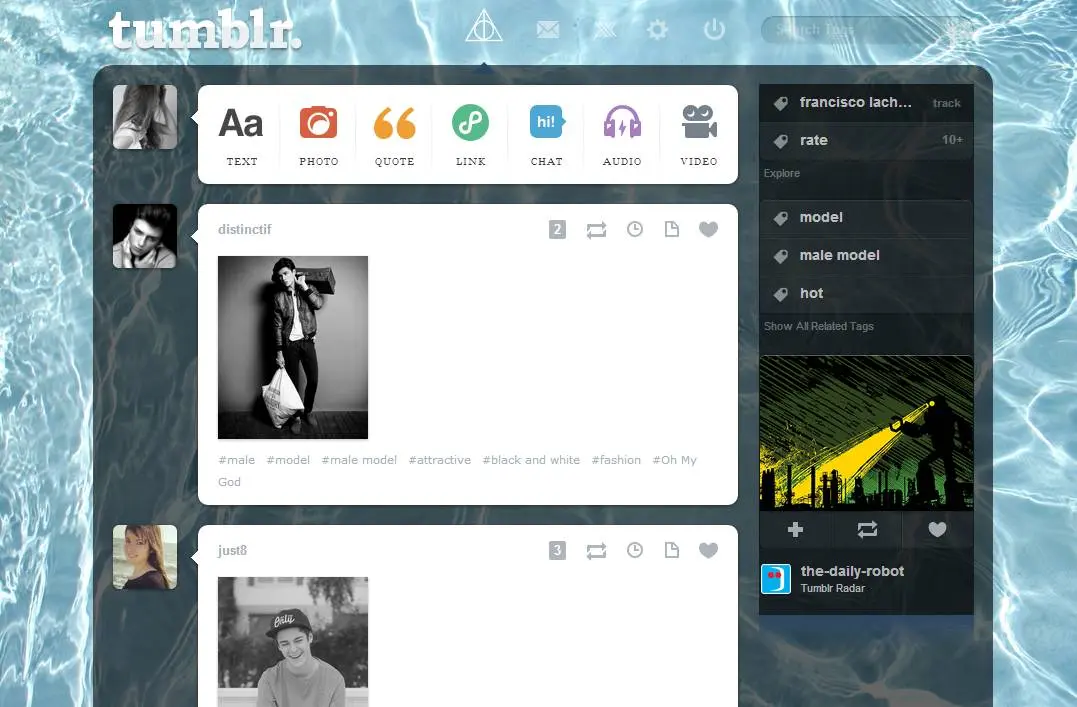 tumblr.
Search Tags
Aa
hi!
TEXT PHOTO QUOTE LINK CHAT AUDIO VIDEO
distinctif 2
#male #model #male model #attractive #black and white #fashion #Oh My
God
just8 3
francisco lach... track
rate 10+
Explore
model
male model
hot
Show All Related Tags
the-daily-robot
Tumblr Radar